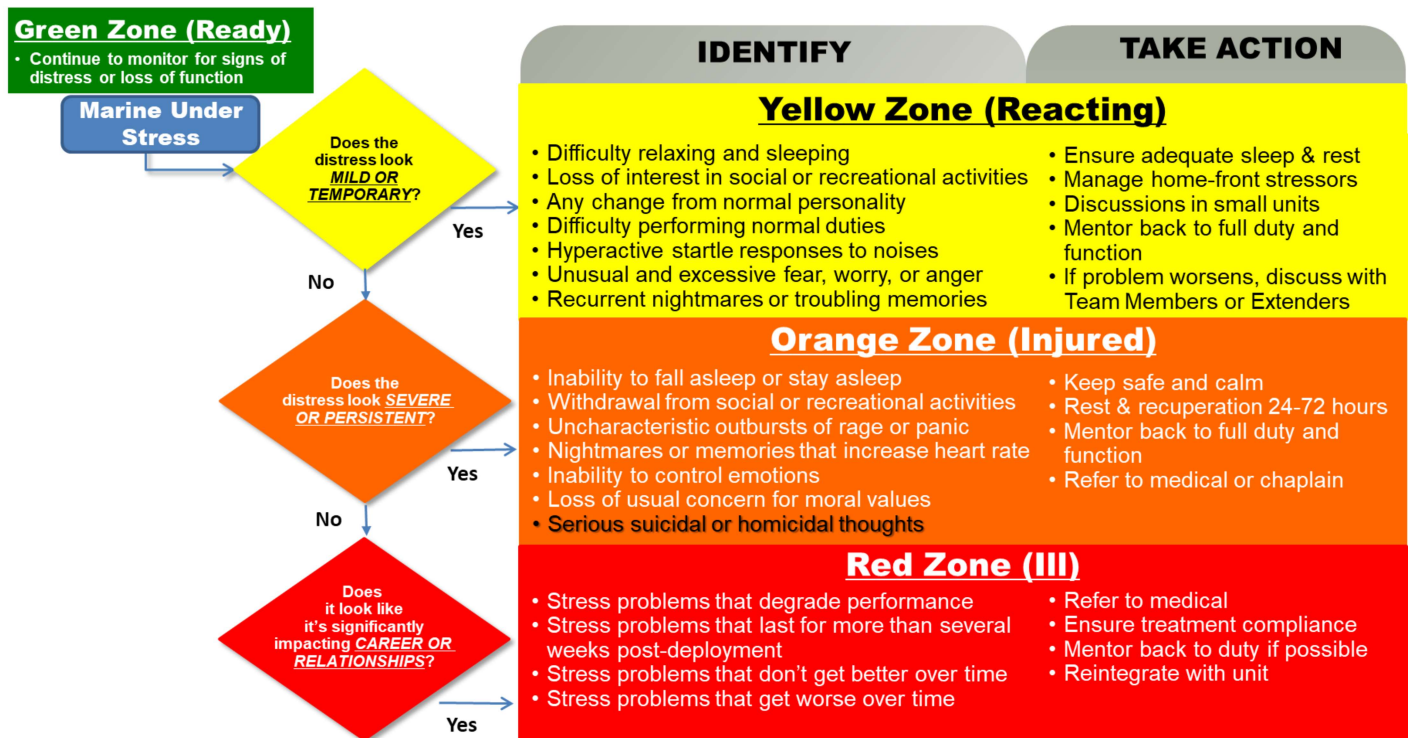 Green Zone (Ready)
• Continue to monitor for signs of
distress or loss of function
Marine Under
Stress
Does the
distress look
MILD OR
TEMPORARY?
Yes
No
Does the
distress look SEVERE
OR PERSISTENT?
Yes
No
Does
it look like
it's significantly
impacting CAREER OR
RELATIONSHIPS?
Yes
IDENTIFY
TAKE ACTION
Yellow Zone (Reacting)
• Difficulty relaxing and sleeping
• Loss of interest in social or recreational activities
• Any change from normal personality
• Difficulty performing normal duties
• Hyperactive startle responses to noises
• Unusual and excessive fear, worry, or anger
• Recurrent nightmares or troubling memories
• Ensure adequate sleep & rest
• Manage home-front stressors
• Discussions in small units
• Mentor back to full duty and
function
• If problem worsens, discuss with
Team Members or Extenders
Orange Zone (Injured)
• Inability to fall asleep or stay asleep
• Withdrawal from social or recreational activities
• Uncharacteristic outbursts of rage or panic
• Nightmares or memories that increase heart rate
• Inability to control emotions
• Loss of usual concern for moral values
• Serious suicidal or homicidal thoughts
• Keep safe and calm
• Rest & recuperation 24-72 hours
• Mentor back to full duty and
function
• Refer to medical or chaplain
Red Zone (Ill)
• Stress problems that degrade performance
• Stress problems that last for more than several
weeks post-deployment
• Stress problems that don't get better over time
• Stress problems that get worse over time
• Refer to medical
• Ensure treatment compliance
• Mentor back to duty if possible
• Reintegrate with unit